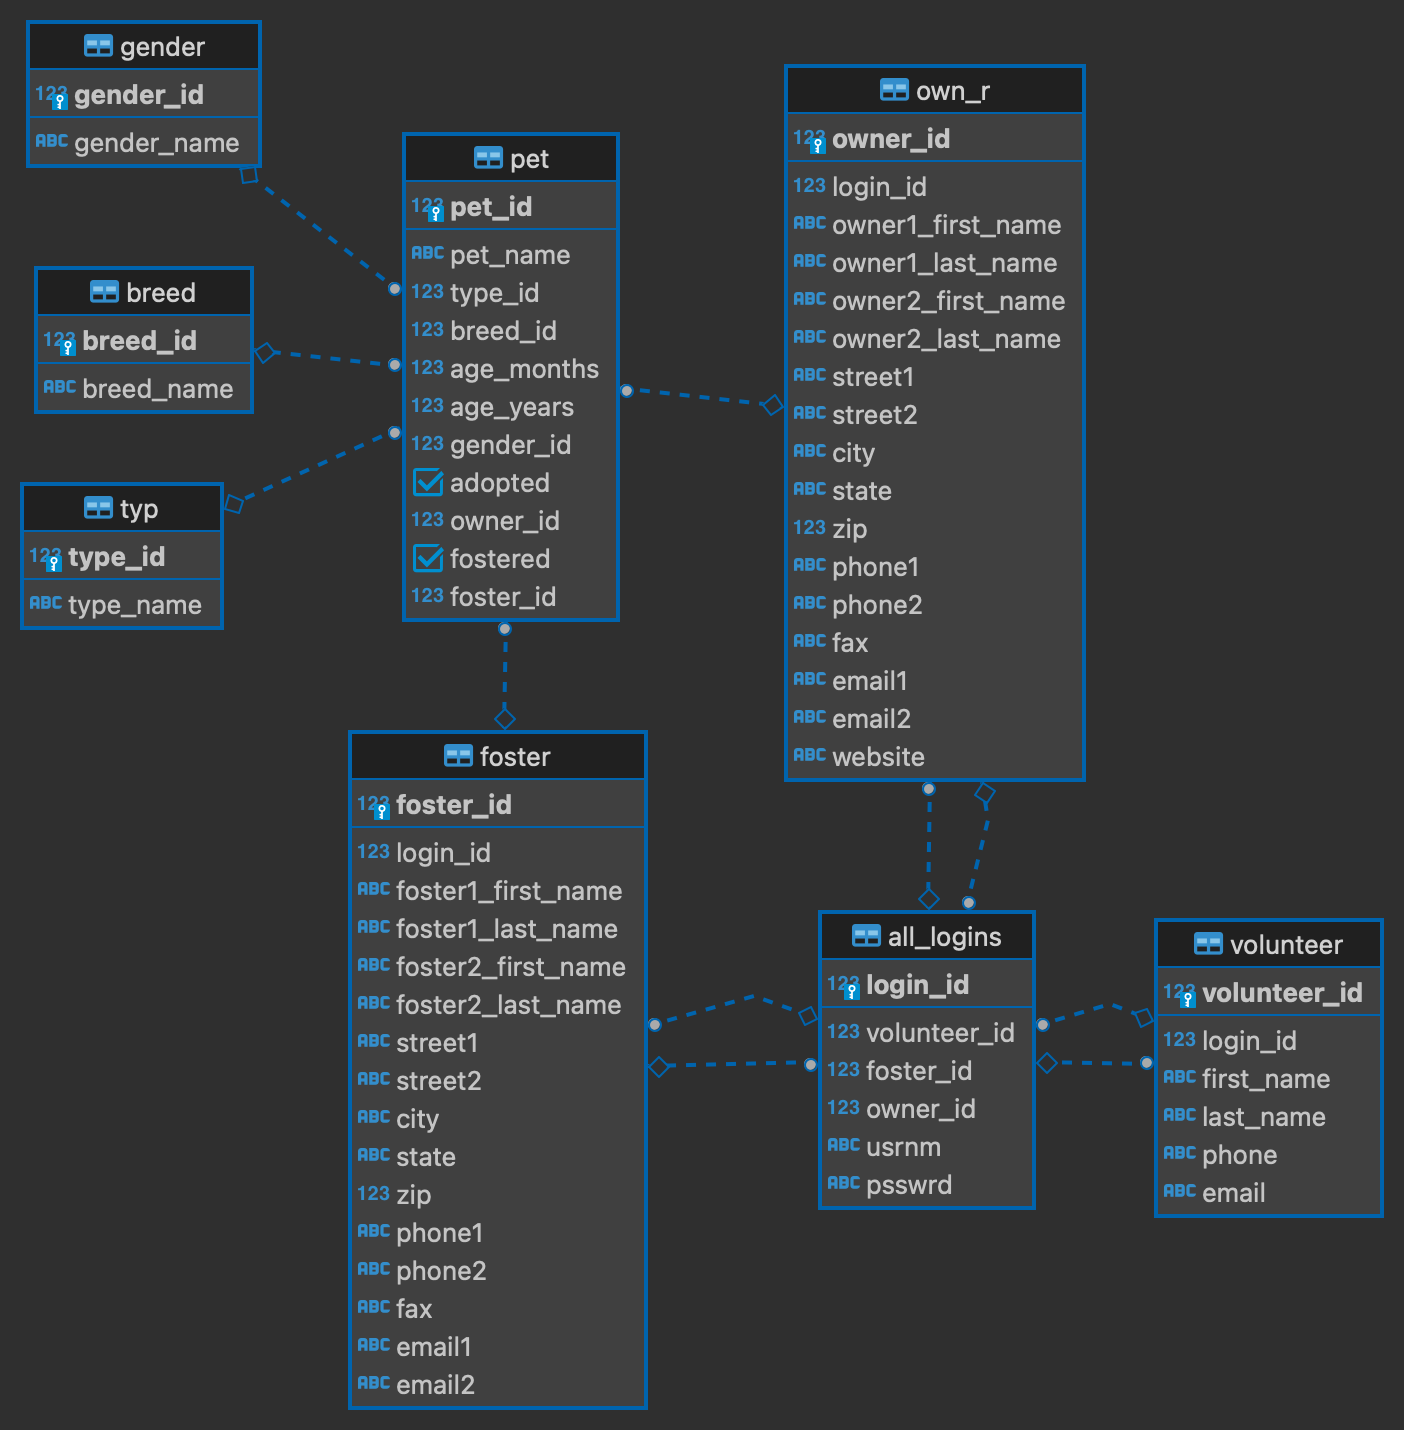 gender
123 gender_id
ABC gender_name
breed
123 breed_id
ABC breed_name
typ
123 type_id
ABC type_name
pet
123 pet_id
ABC pet_name
123 type_id
123 breed_id
123 age_months
123 age_years
123 gender_id
adopted
123 owner_id
fostered
123 foster_id
own_r
123 owner_id
123 login_id
ABC owner1_first_name
ABC owner1_last_name
ABC owner2_first_name
ABC owner2_last_name
ABC street1
ABC street2
ABC city
ABC state
123 zip
ABC phone1
ABC phone2
ABC fax
ABC email1
ABC email2
ABC website
foster
123 foster_id
123 login_id
ABC foster1_first_name
ABC foster1_last_name
ABC foster2_first_name
ABC foster2_last_name
ABC street1
ABC street2
ABC city
ABC state
123 zip
ABC phone1
ABC phone2
ABC fax
ABC email1
ABC email2
all_logins
123 login_id
123 volunteer_id
123 foster_id
123 owner_id
ABC usrnm
ABC psswrd
volunteer
123 volunteer_id
123 login_id
ABC first_name
ABC last_name
ABC phone
ABC email